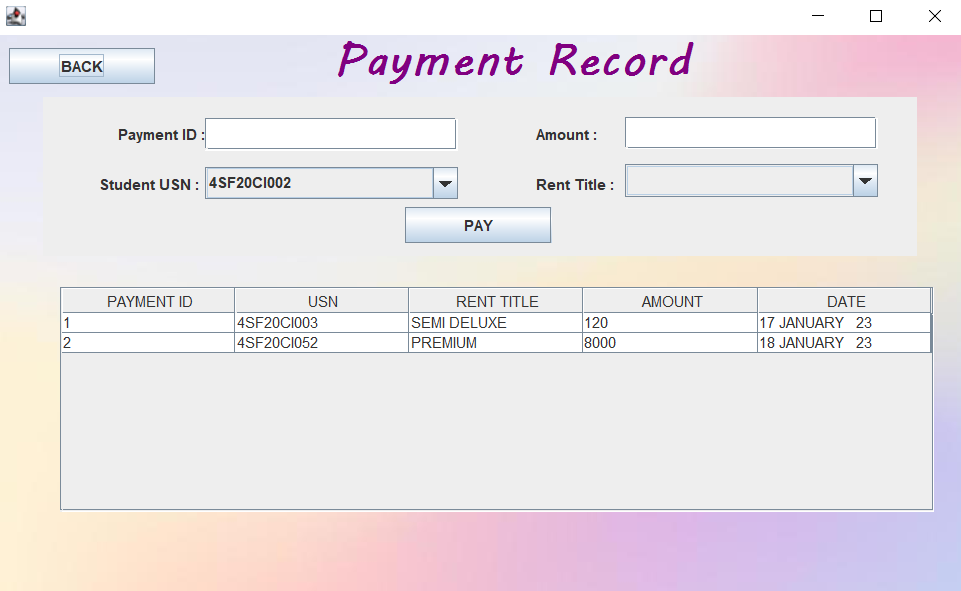 Payment Record
BACK
Payment ID :
Amount :
Student USN : 4SF20CI002
Rent Title :
PAY
PAYMENT ID USN RENT TITLE AMOUNT DATE
1 4SF20CI003 SEMI DELUXE 120 17 JANUARY 23
2 4SF20CI052 PREMIUM 8000 18 JANUARY 23